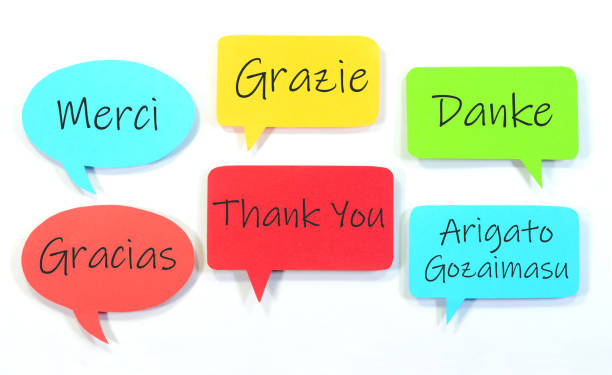 Merci
Grazie
Danke
Gracias
Thank You
Arigato
Gozaimasu